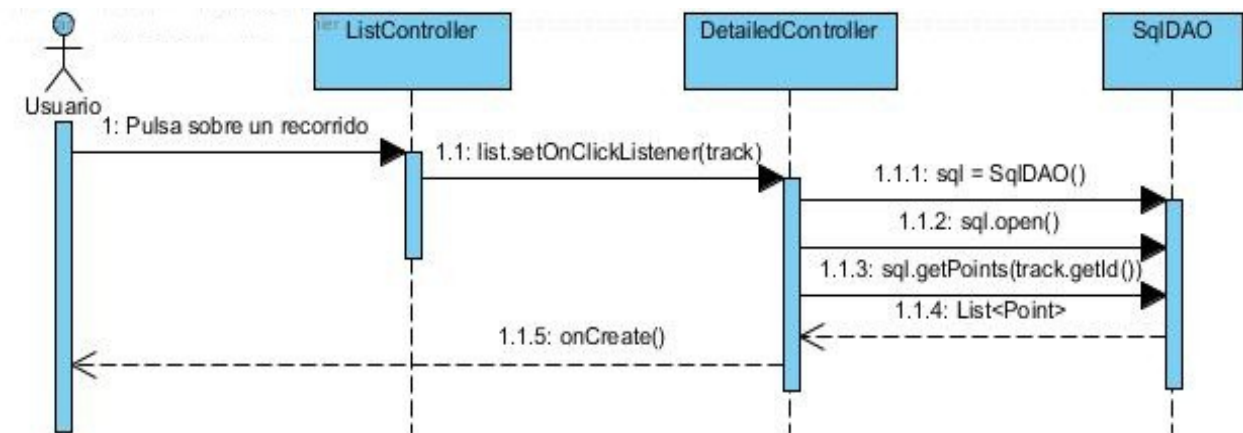 ListController
DetailedController
SqlDAO
Usuario
1: Pulsa sobre un recorrido
1.1: list.setOnClickListener(track)
1.1.1: sql = SqlDAO()
1.1.2: sql.open()
1.1.3: sql.getPoints(track.getId())
1.1.4: List<Point>
1.1.5: onCreate()